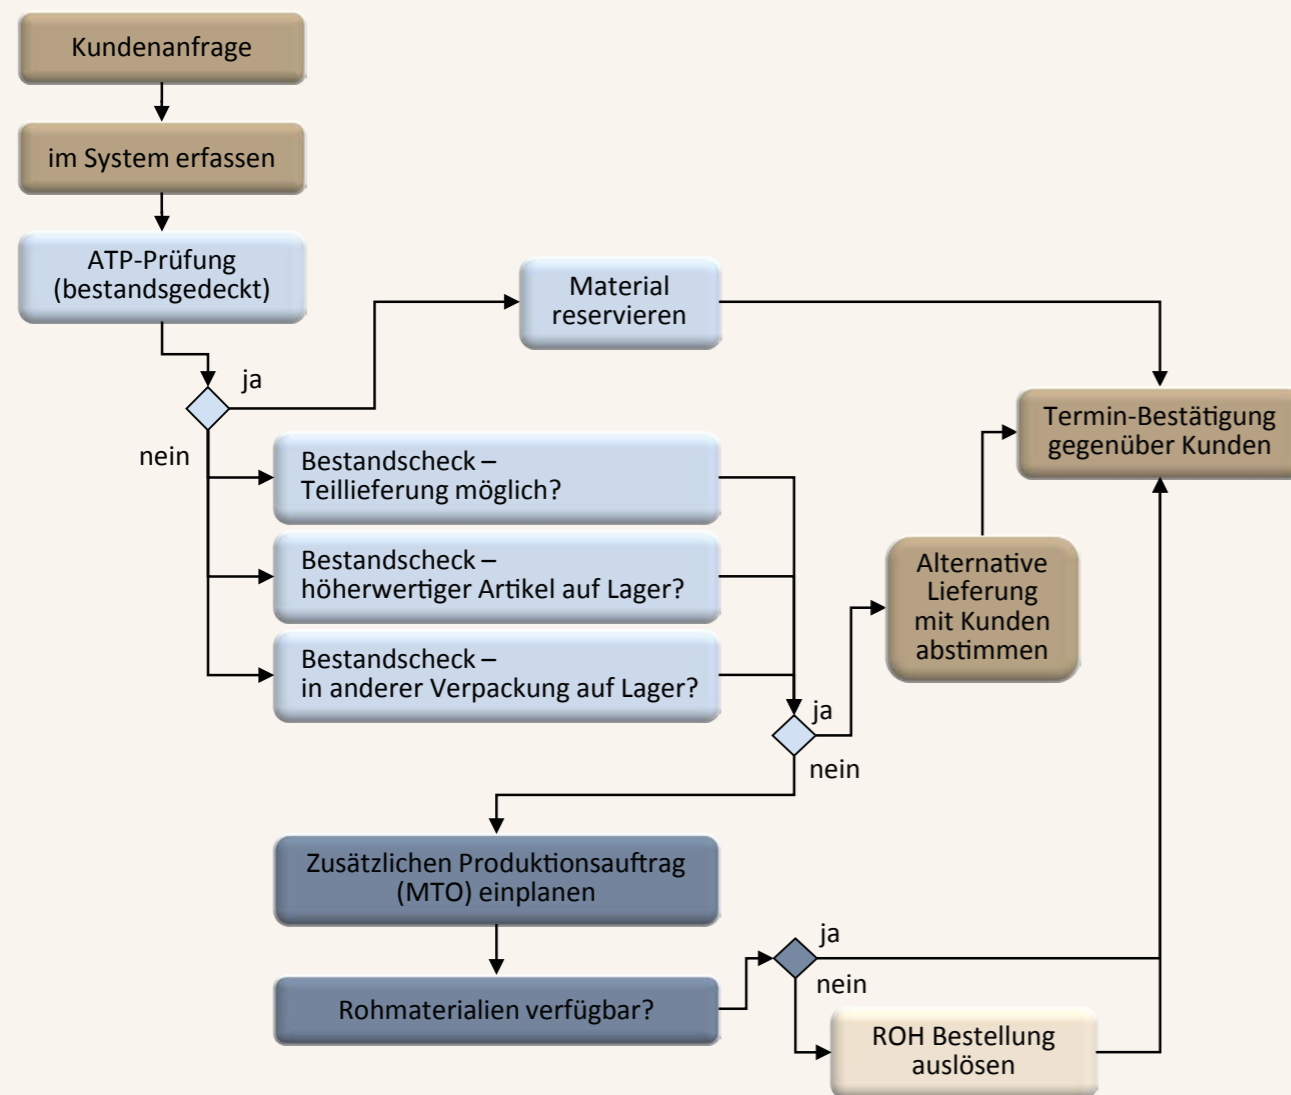 Kundenanfrage
im System erfassen
ATP-Prüfung
(bestandsgedeckt)
Material
reservieren
ja
nein
Termin-Bestätigung
gegenüber Kunden
Bestandscheck –
Teillieferung möglich?
Bestandscheck –
höherwertiger Artikel auf Lager?
Bestandscheck –
in anderer Verpackung auf Lager?
Alternative
Lieferung
mit Kunden
abstimmen
ja
nein
Zusätzlichen Produktionsauftrag
(MTO) einplanen
Rohmaterialien verfügbar?
ja
nein
ROH Bestellung
auslösen